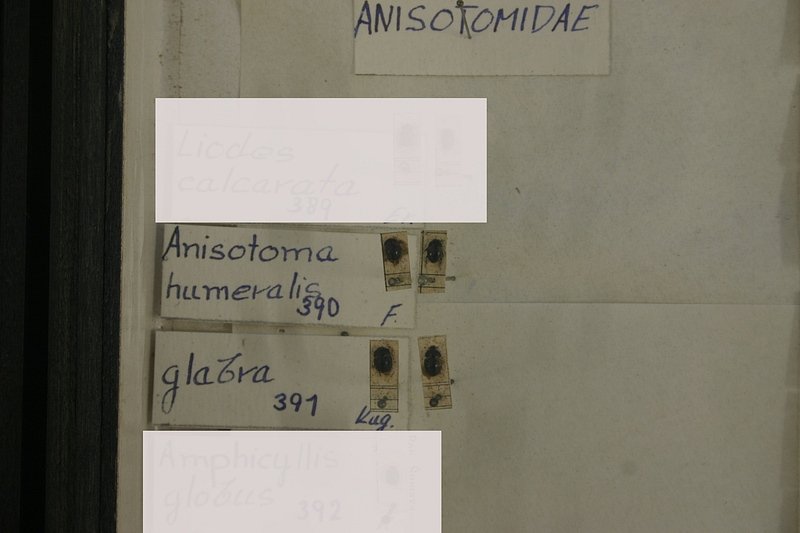 ANISOTOMIDAE
Liodes
calcarata
389
Anisotoma
humeralis
390 F.
glabra
391 Kug.
Amphicyllis
globus
392